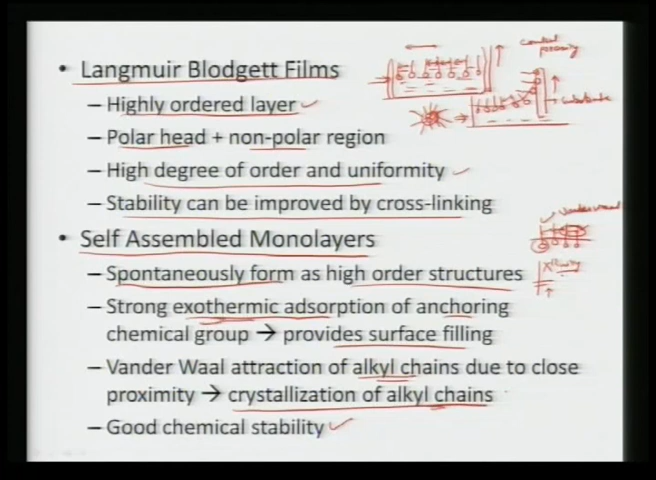 • Langmuir Blodgett Films
– Highly ordered layer
– Polar head + non-polar region
– High degree of order and uniformity
– Stability can be improved by cross-linking
• Self Assembled Monolayers
– Spontaneously form as high order structures
– Strong exothermic adsorption of anchoring
chemical group → provides surface filling
– Vander Waal attraction of alkyl chains due to close
proximity → crystallization of alkyl chains
– Good chemical stability